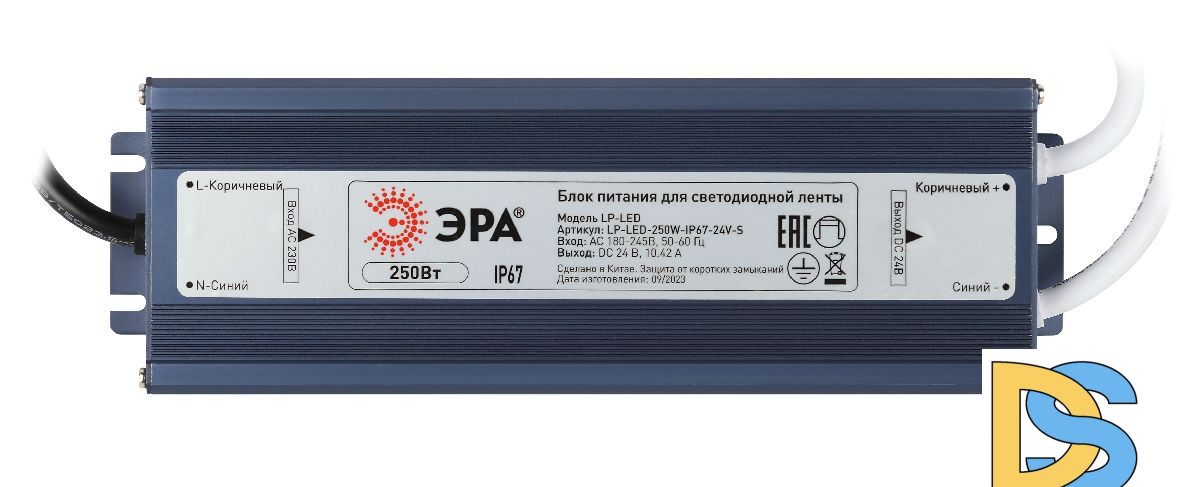 L-Коричневый
Вход AC 230В
N-Синий
ЭРА®
250Вт
IP67
Блок питания для светодиодной ленты
Модель LP-LED
Артикул: LP-LED-250W-IP67-24V-S
Вход: AC 180-245В, 50-60 Гц
Выход: DC 24 В, 10.42 А
Сделано в Китае. Защита от коротких замыканий
Дата изготовления: 09/2023
EAC
Коричневый +
Выход DC 24В
Синий -
DS